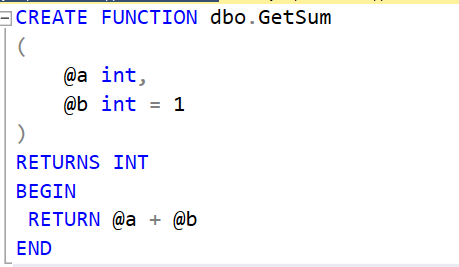 CREATE FUNCTION dbo.GetSum
(
    @a int,
    @b int = 1
)
RETURNS INT
BEGIN
 RETURN @a + @b
END